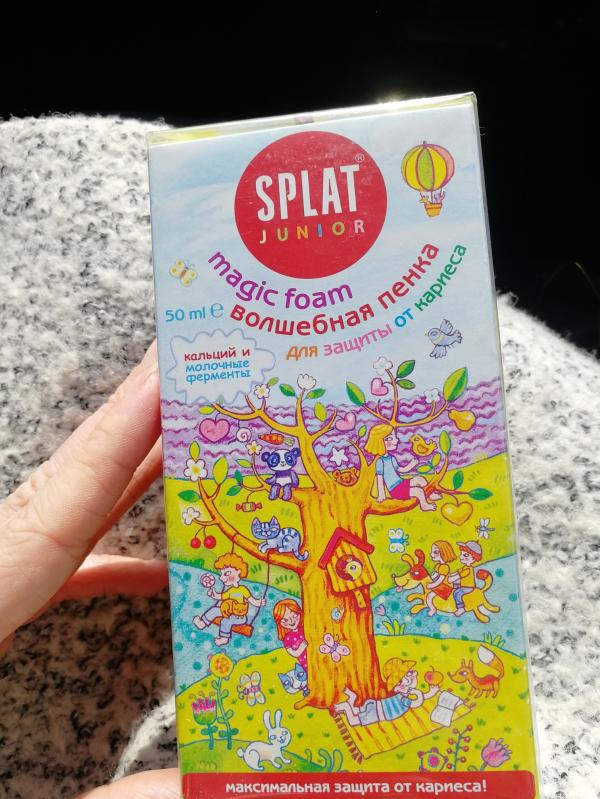 SPLAT®
JUNIOR
magic foam
50 ml e волшебная пенка
для защиты от кариеса
кальций и
молочные
ферменты
максимальная защита от кариеса!